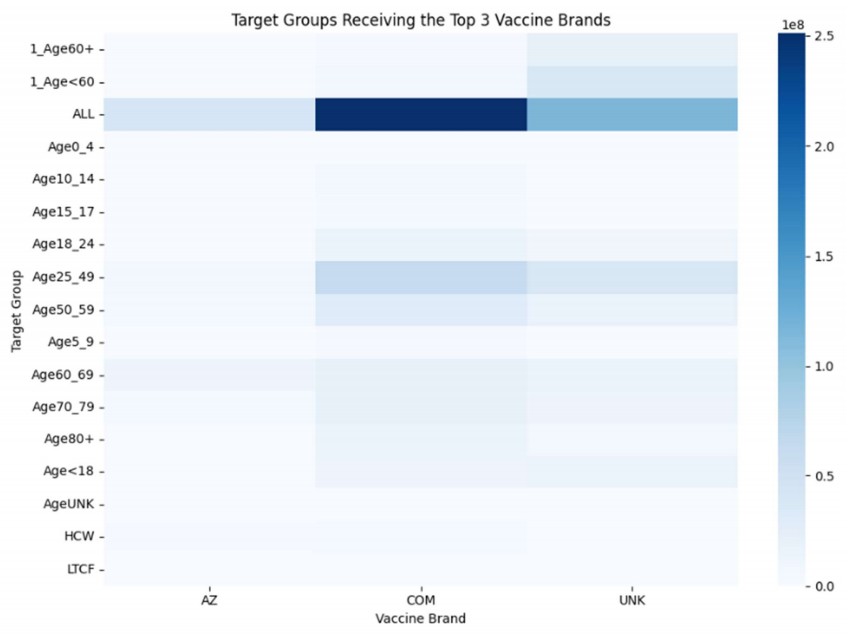 Target Groups Receiving the Top 3 Vaccine Brands
1e8
1_Age60+
1_Age<60
ALL
Age0_4
Age10_14
Age15_17
Age18_24
Age25_49
Age50_59
Age5_9
Age60_69
Age70_79
Age80+
Age<18
AgeUNK
HCW
LTCF
Target Group
AZ
COM
UNK
Vaccine Brand
2.5
2.0
1.5
1.0
0.5
0.0